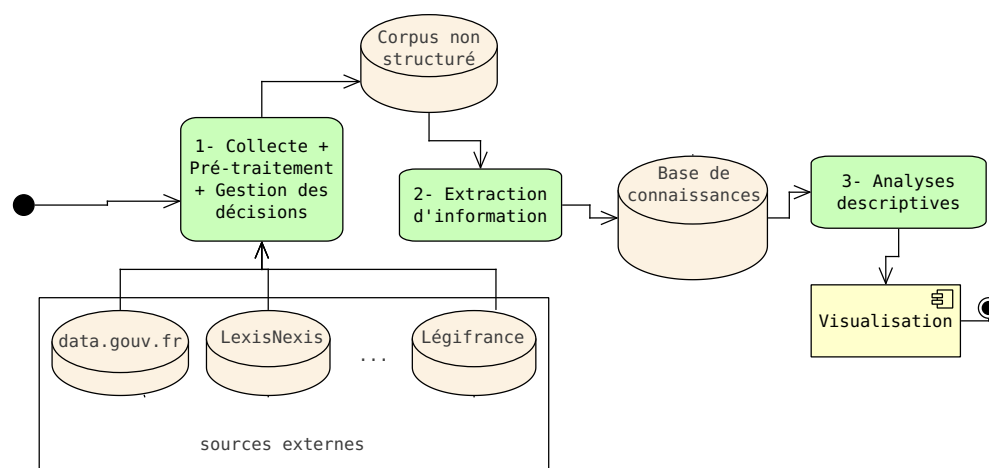 Corpus non
structuré
1- Collecte +
Pré-traitement
+ Gestion des
décisions
2- Extraction
d'information
Base de
connaissances
3- Analyses
descriptives
Visualisation
data.gouv.fr
LexisNexis
...
Légifrance
sources externes